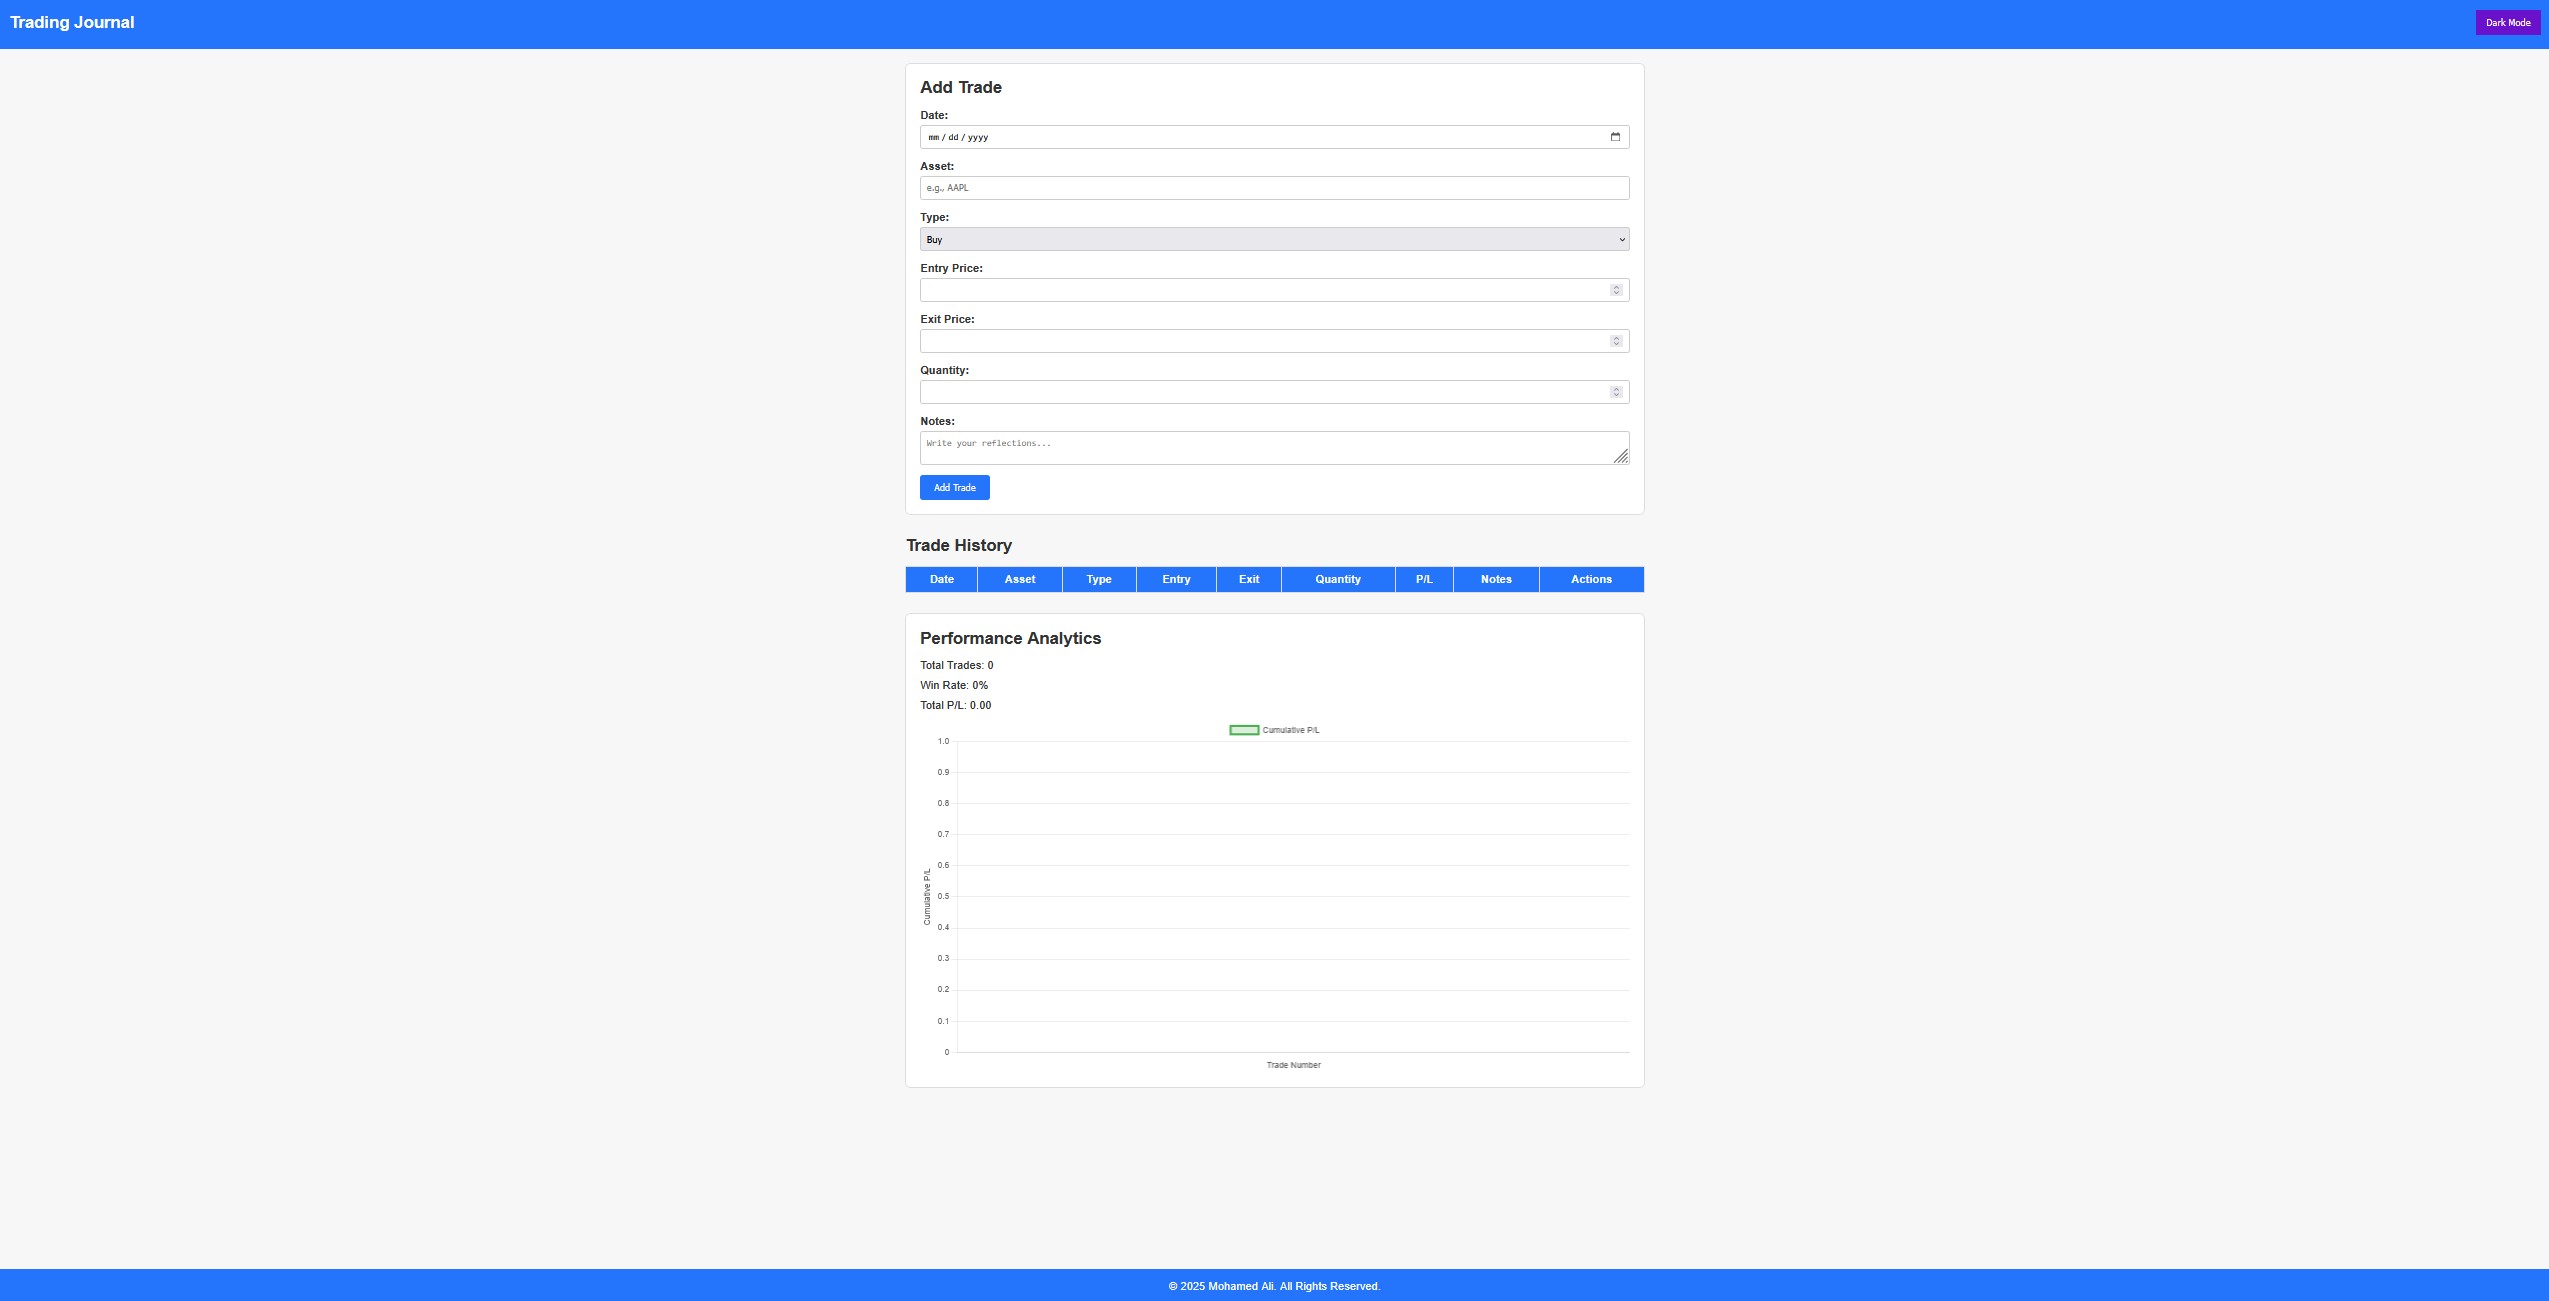 Trading Journal
Dark Mode
Add Trade
Date:
mm / dd / yyyy
Asset:
e.g., AAPL
Type:
Buy
Entry Price:
Exit Price:
Quantity:
Notes:
Write your reflections...
Add Trade
Trade History
Date Asset Type Entry Exit Quantity P/L Notes Actions
Performance Analytics
Total Trades: 0
Win Rate: 0%
Total P/L: 0.00
Cumulative P/L
1.0
0.9
0.8
0.7
0.6
0.5
0.4
0.3
0.2
0.1
0
Cumulative P/L
Trade Number
© 2025 Mohamed Ali. All Rights Reserved.